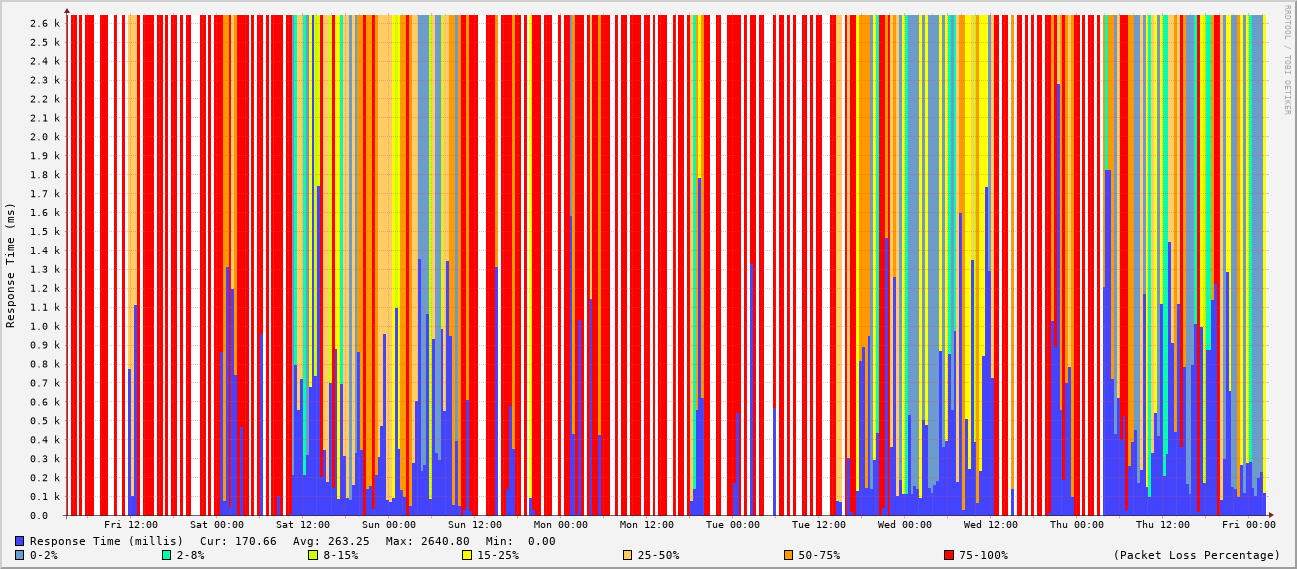 RRDTOOL / TOBI OETIKER
Response Time (ms)
2.6 k
2.5 k
2.4 k
2.3 k
2.2 k
2.1 k
2.0 k
1.9 k
1.8 k
1.7 k
1.6 k
1.5 k
1.4 k
1.3 k
1.2 k
1.1 k
1.0 k
0.9 k
0.8 k
0.7 k
0.6 k
0.5 k
0.4 k
0.3 k
0.2 k
0.1 k
0.0
Fri 12:00 Sat 00:00 Sat 12:00 Sun 00:00 Sun 12:00 Mon 00:00 Mon 12:00 Tue 00:00 Tue 12:00 Wed 00:00 Wed 12:00 Thu 00:00 Thu 12:00 Fri 00:00
Response Time (millis) Cur: 170.66 Avg: 263.25 Max: 2640.80 Min: 0.00
0-2% 2-8% 8-15% 15-25% 25-50% 50-75% 75-100% (Packet Loss Percentage)